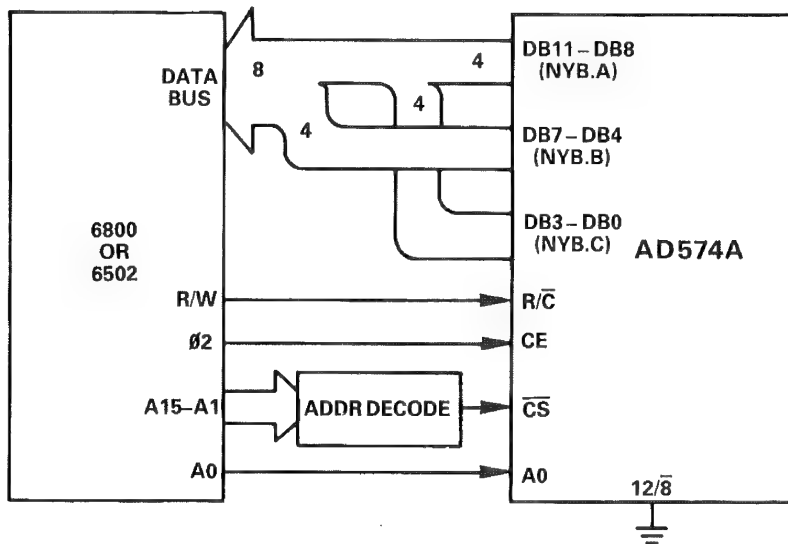 DATA
BUS
8
4
4
4
DB11–DB8
(NYB.A)
DB7–DB4
(NYB.B)
DB3–DB0
(NYB.C)
6800
OR
6502
AD574A
R/W
R/C̅
Ø2
CE
A15–A1
ADDR DECODE
C̅S̅
A0
A0
12/8̅